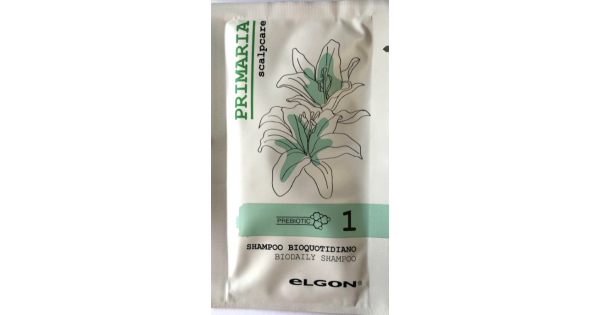 PRIMARIA
scalpcare
PREBIOTIC
1
SHAMPOO BIOQUOTIDIANO
BIODAILY SHAMPOO
eLGON®